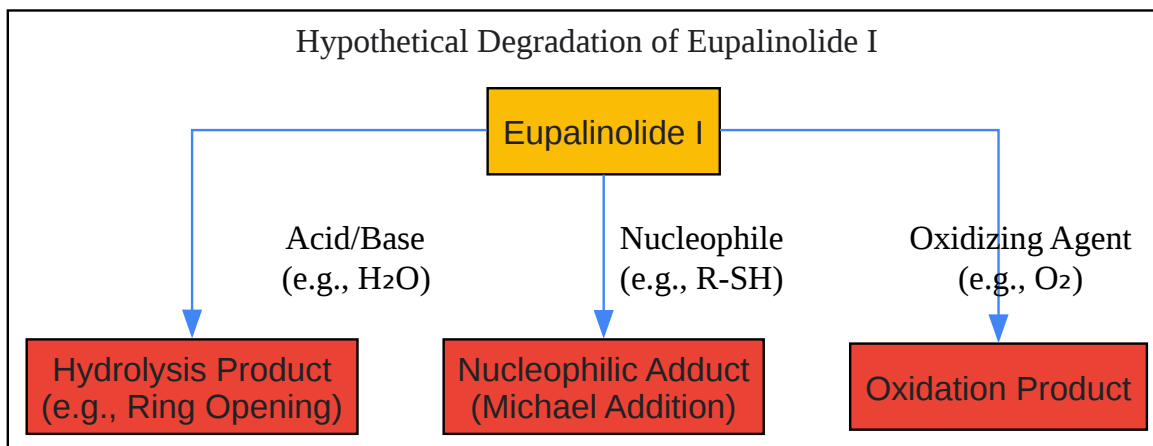 Hypothetical Degradation of Eupalinolide I
Eupalinolide I
Acid/Base
(e.g., H₂O)
Nucleophile
(e.g., R-SH)
Oxidizing Agent
(e.g., O₂)
Hydrolysis Product
(e.g., Ring Opening)
Nucleophilic Adduct
(Michael Addition)
Oxidation Product